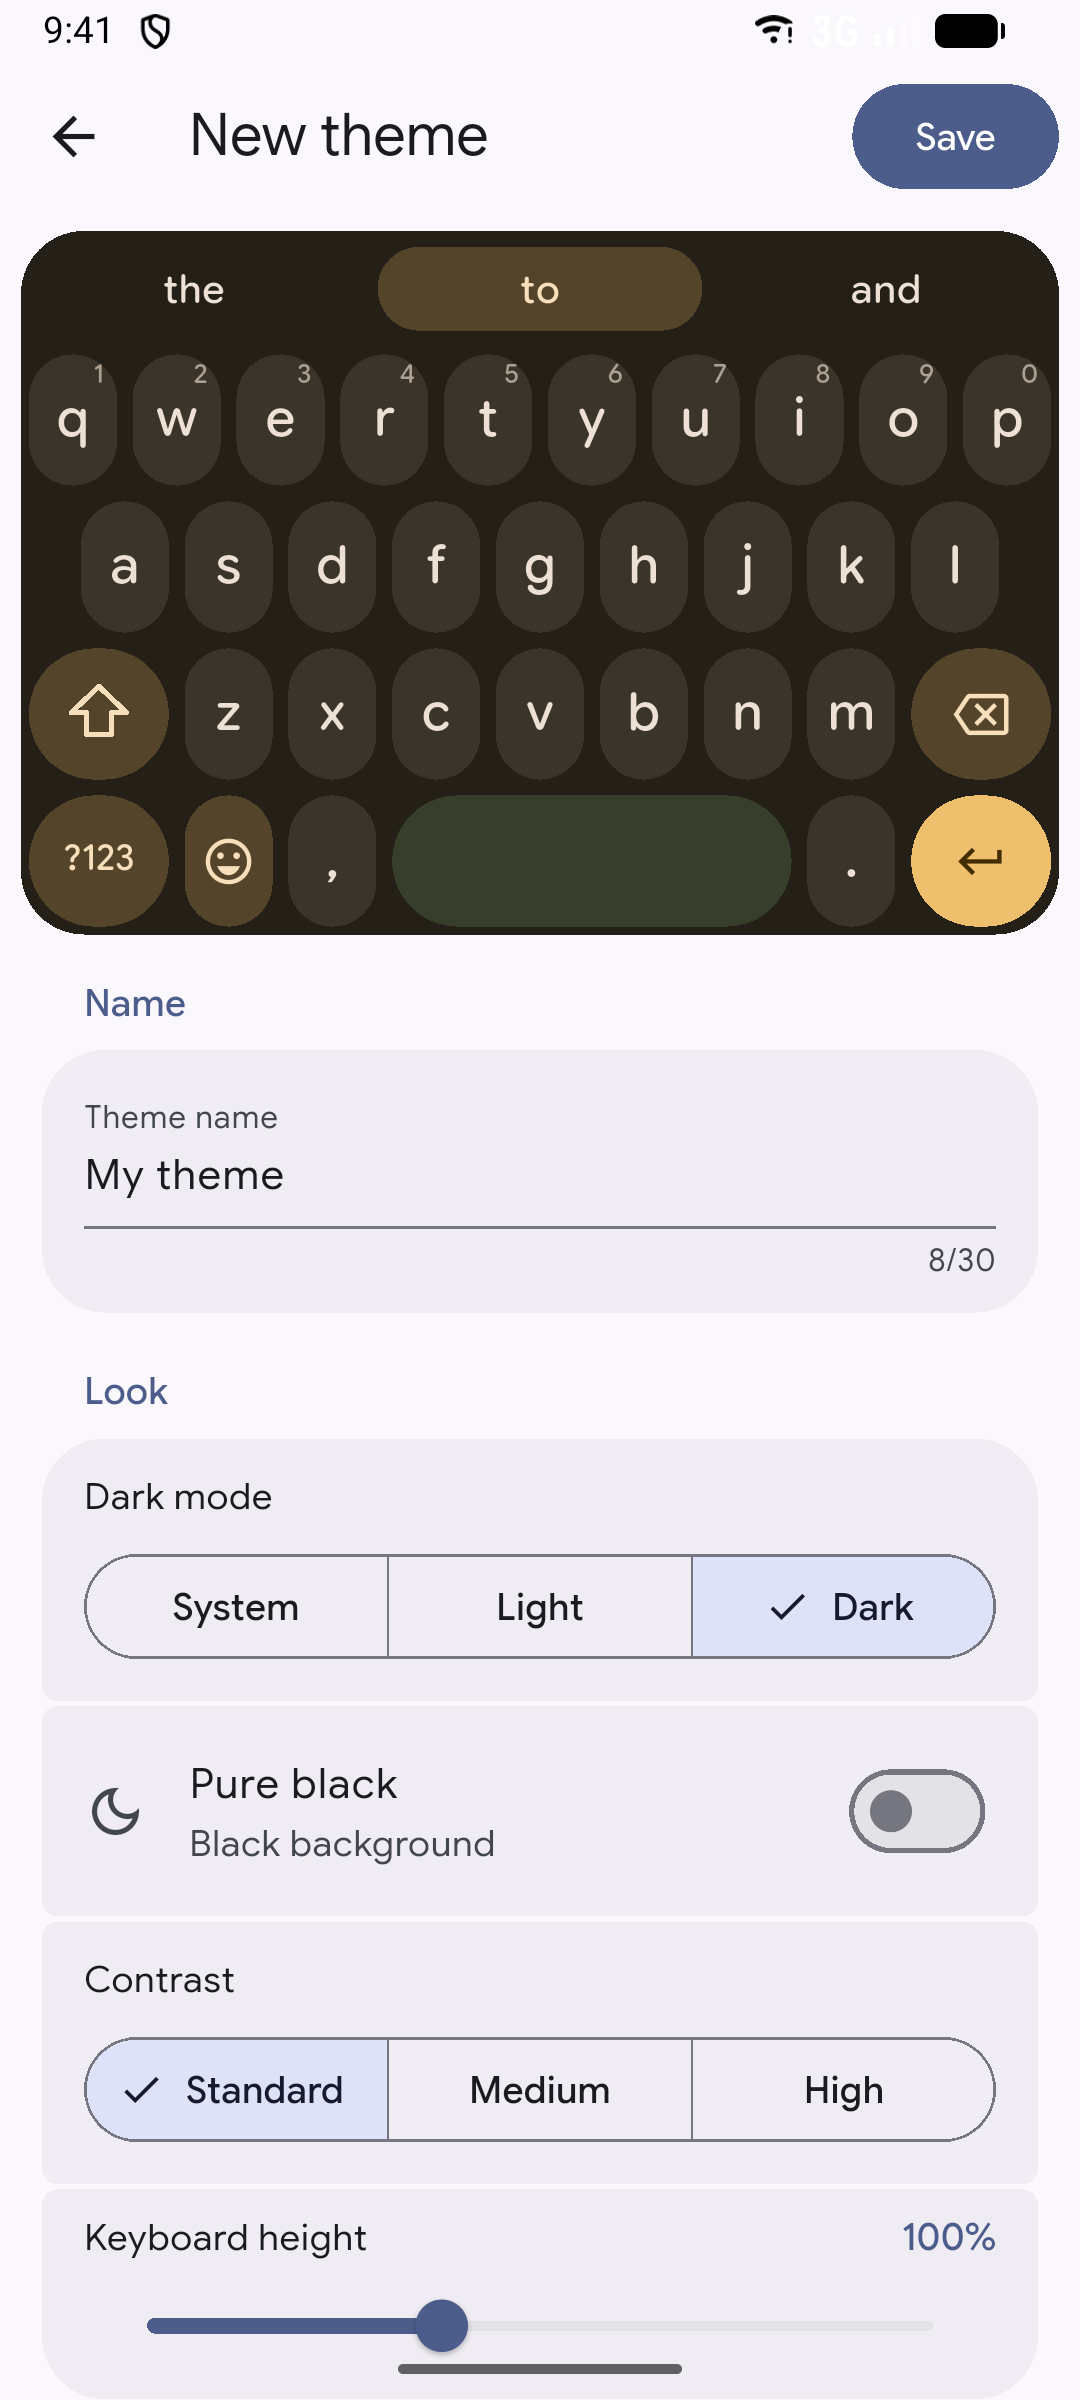 9:41 3G
New theme Save
the to and
1 2 3 4 5 6 7 8 9 0
q w e r t y u i o p
a s d f g h j k l
z x c v b n m
?123 , .
Name
Theme name
My theme
8/30
Look
Dark mode
System Light Dark
Pure black
Black background
Contrast
Standard Medium High
Keyboard height 100%